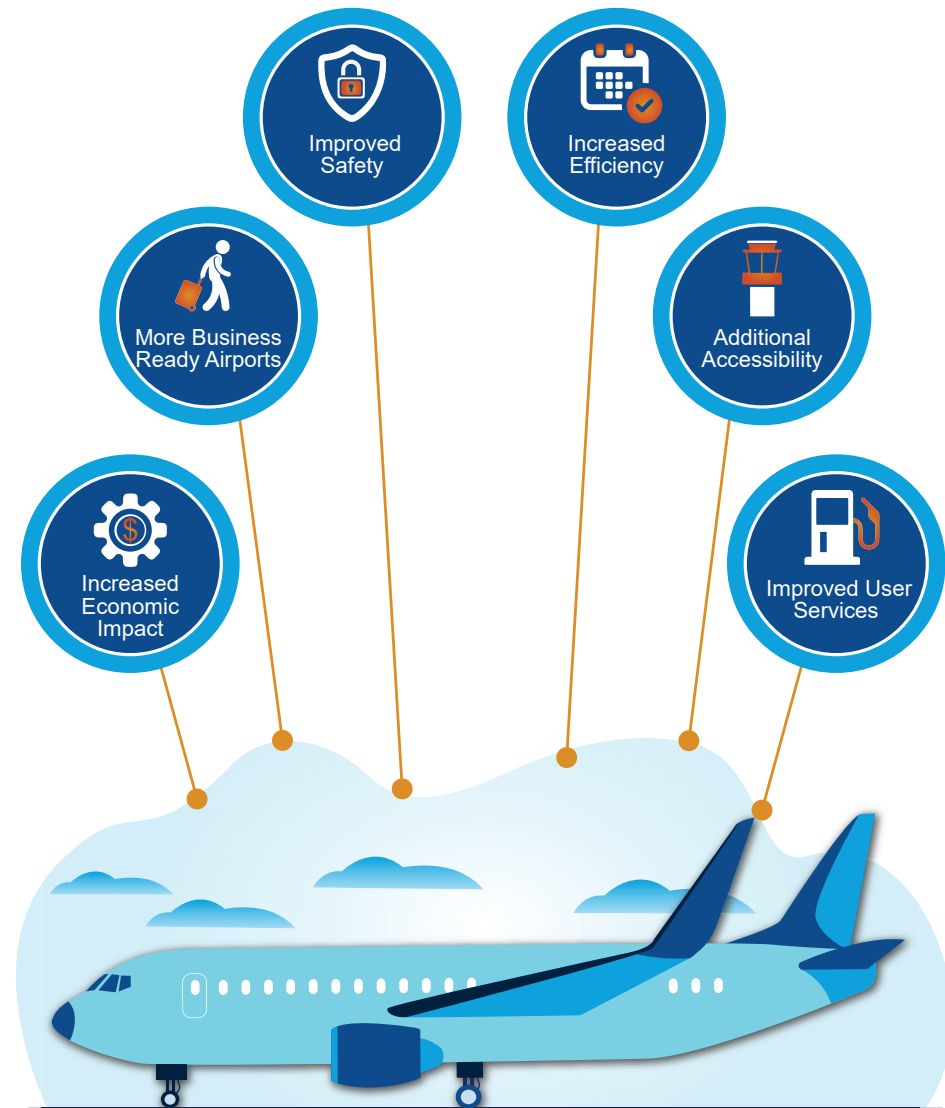 Improved
Safety
Increased
Efficiency
More Business
Ready Airports
Additional
Accessibility
$
Increased
Economic
Impact
Improved User
Services